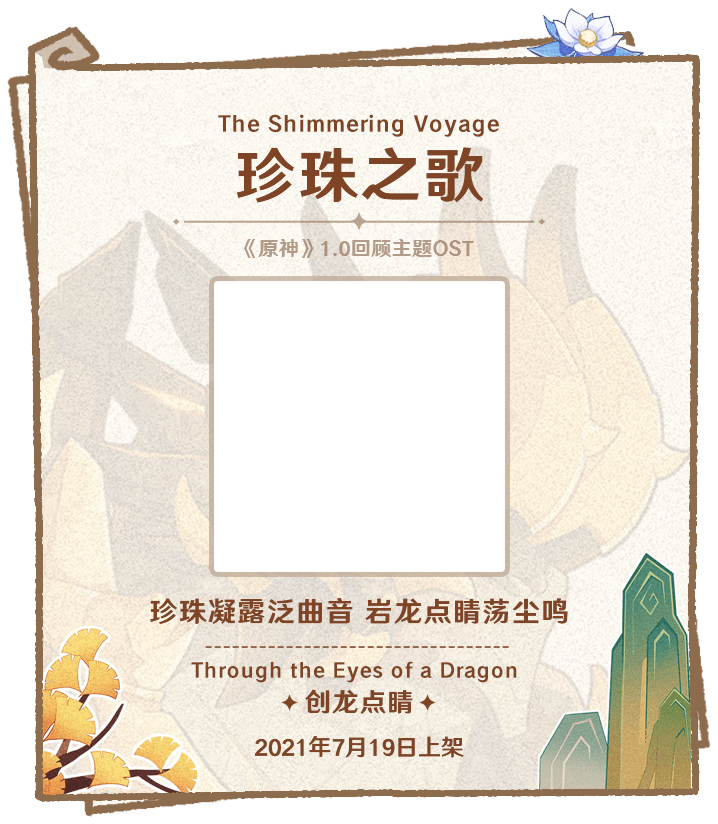 The Shimmering Voyage
珍珠之歌
《原神》1.0回顾主题OST
珍珠凝露泛曲音 岩龙点睛荡尘鸣
Through the Eyes of a Dragon
创龙点睛
2021年7月19日上架